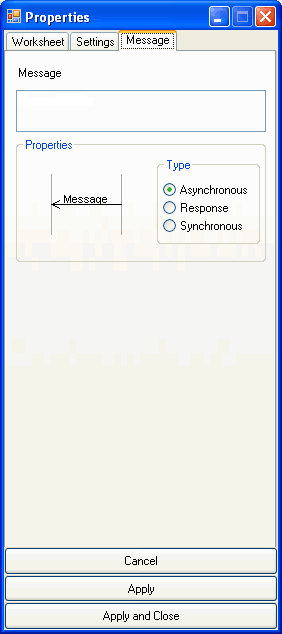 Properties
Worksheet Settings Message
Message
Properties
Message
Type
Asynchronous
Response
Synchronous
Cancel
Apply
Apply and Close